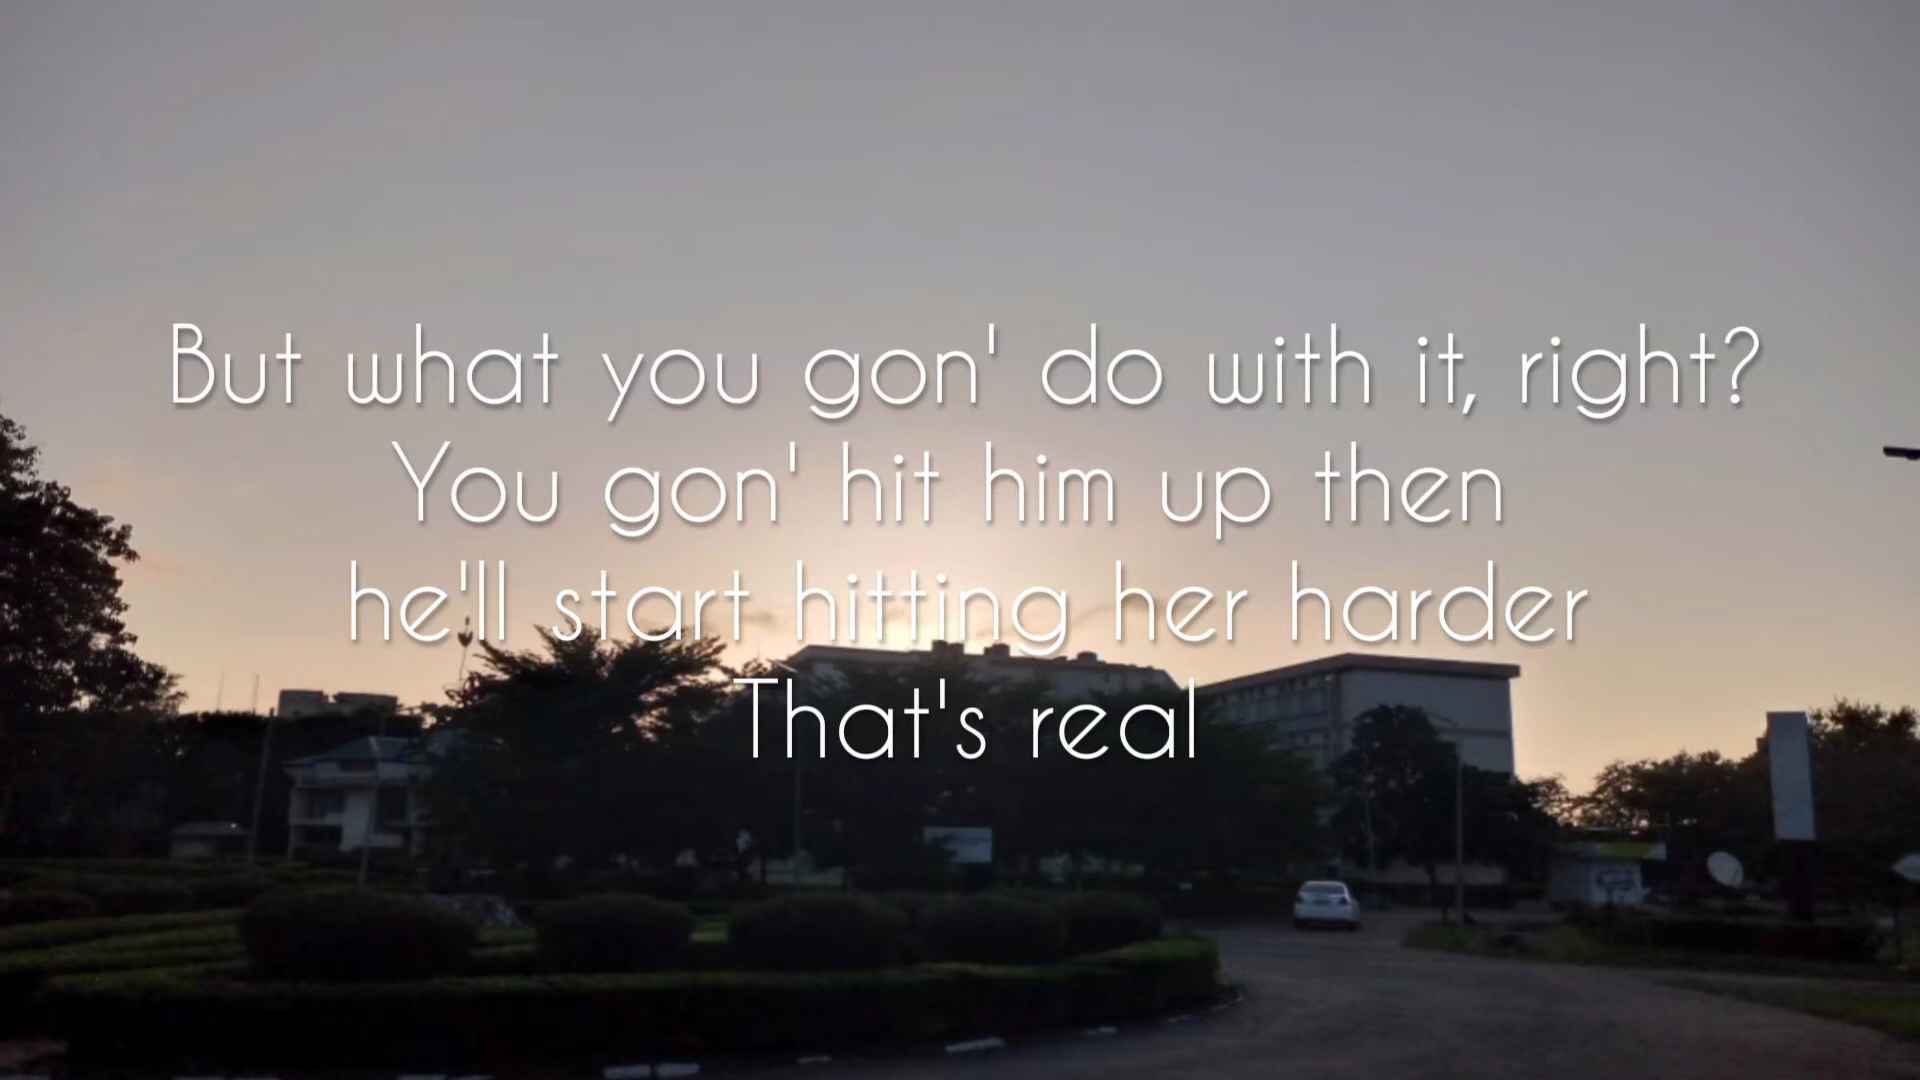 But what you gon' do with it, right?
You gon' hit him up then
he'll start hitting her harder
That's real